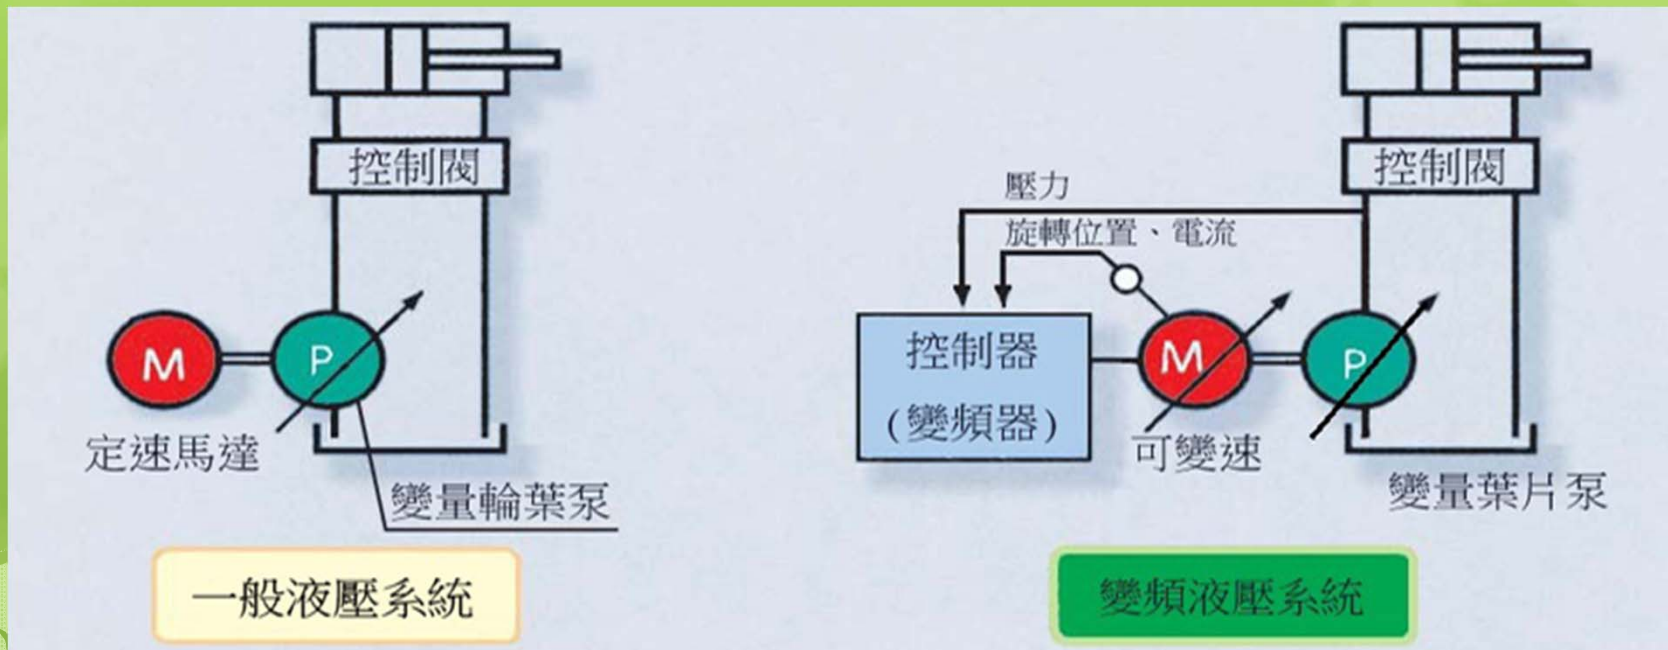 控制閥
M
P
定速馬達
變量輪葉泵
一般液壓系統
控制閥
壓力
旋轉位置、電流
控制器
(變頻器)
M
P
可變速
變量葉片泵
變頻液壓系統